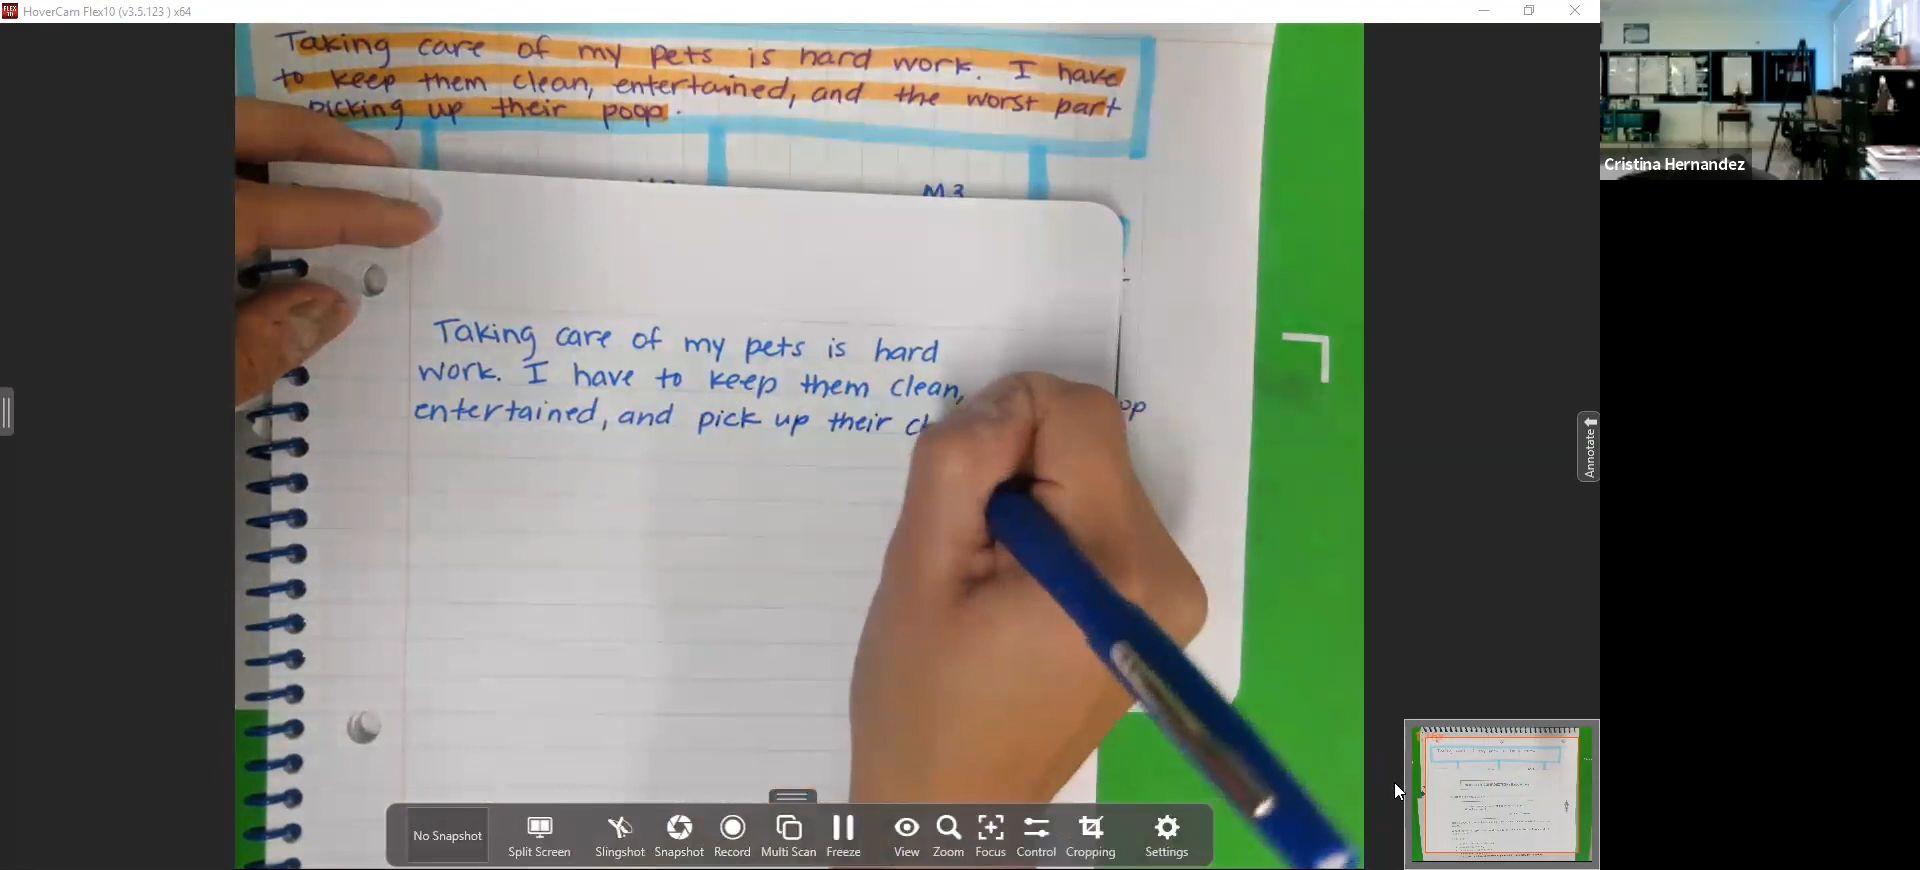 HoverCam Flex10 (v3.5.123 ) x64
Taking care of my pets is hard work. I have
to keep them clean, entertained, and the worst part
picking up their poop.
M3
Taking care of my pets is hard
work. I have to keep them clean,
entertained, and pick up their
op
Cristina Hernandez
Annotate
No Snapshot
Split Screen
Slingshot
Snapshot
Record
Multi Scan
Freeze
View
Zoom
Focus
Control
Cropping
Settings